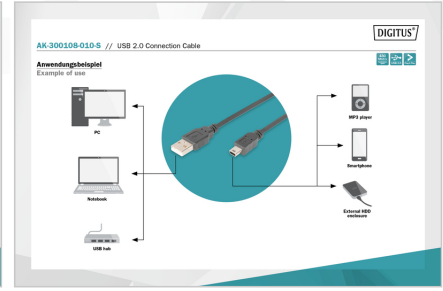 DIGITUS®
AK-300108-010-S // USB 2.0 Connection Cable
Anwendungsbeispiel
Example of use
PC
MP3 player
Smartphone
Notebook
External HDD
enclosure
USB hub